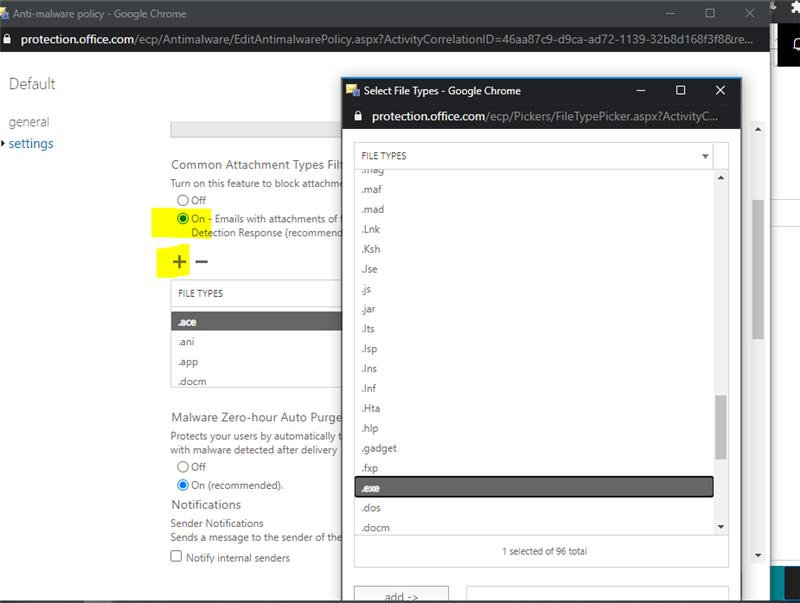 Anti-malware policy - Google Chrome
protection.office.com/ecp/Antimalware/EditAntimalwarePolicy.aspx?ActivityCorrelationID=46aa87c9-d9ca-ad72-1139-32b8d168f3f8&re...
Default
general
settings
Common Attachment Types Filt
Turn on this feature to block attachme
Off
On - Emails with attachments of
Detection Response (recommend
FILE TYPES
.ace
.ani
.app
.docm
Malware Zero-hour Auto Purge
Protects your users by automatically
with malware detected after delivery
Off
On (recommended).
Notifications
Sender Notifications
Sends a message to the sender of the
Notify internal senders
Select File Types - Google Chrome
protection.office.com/ecp/Pickers/FileTypePicker.aspx?ActivityC...
FILE TYPES
.mag
.maf
.mad
.Lnk
.Ksh
.Jse
.js
.jar
.Its
.Isp
.Ins
.Inf
.Hta
.hlp
.gadget
.fxp
.exe
.dos
.docm
1 selected of 96 total
add ->